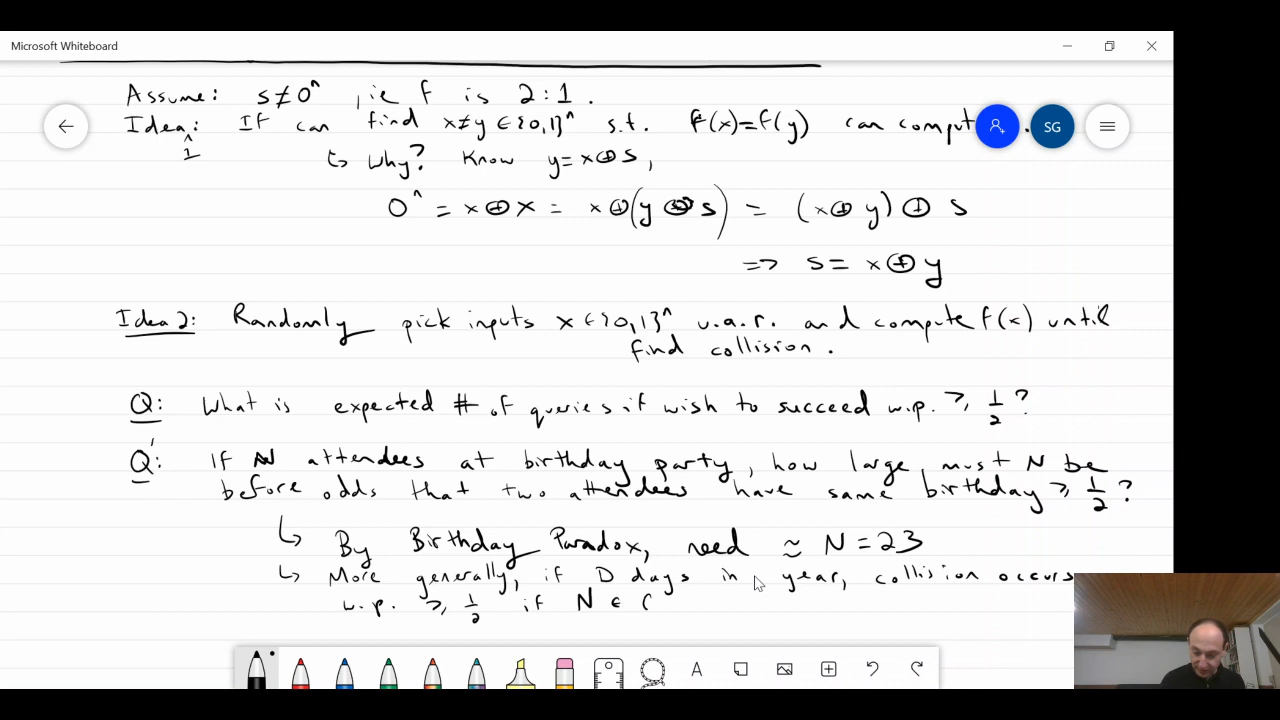 Microsoft Whiteboard
Assume: s≠0ⁿ, ie f is 2:1.
Idea 1: If can find x≠y ∈ {0,1}ⁿ s.t. f(x)=f(y) can comput
SG
↳ Why? Know y=x⊕s,
0ⁿ = x⊕x = x⊕(y⊕s) = (x⊕y)⊕s
=> s= x⊕y
Idea 2: Randomly pick inputs x∈{0,1}ⁿ u.a.r. and compute f(x) until
find collision.
Q: What is expected # of queries if wish to succeed w.p. ≥ 1/2?
Q': If N attendees at birthday party, how large must N be
before odds that two attendees have same birthday ≥ 1/2?
↳ By Birthday Paradox, need ≈ N=23
↳ More generally, if D days in year, collision occurs
w.p. ≥ 1/2 if N ∈ (
A